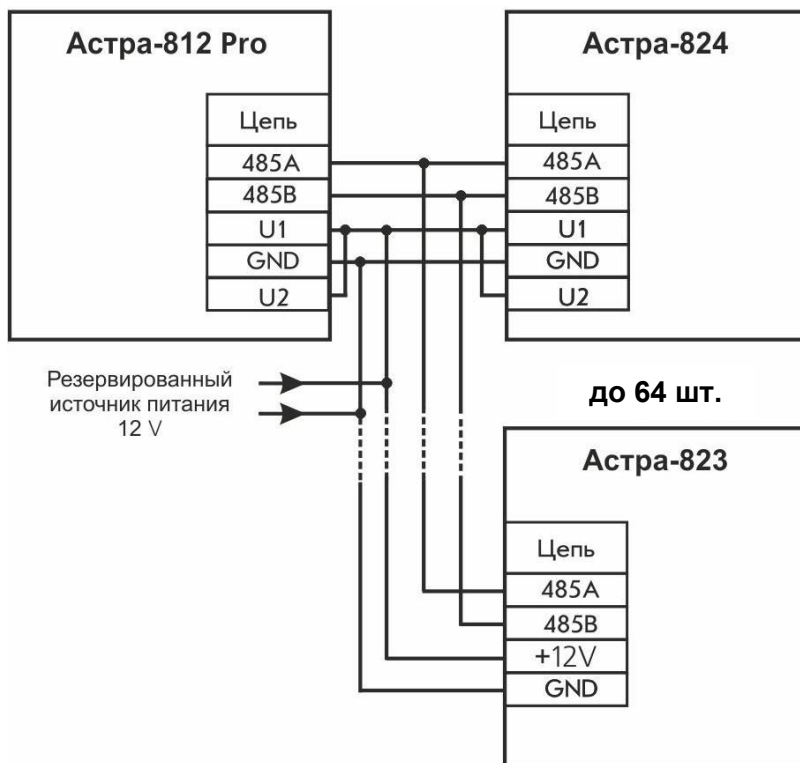 Астра-812 Pro
Цепь
485A
485B
U1
GND
U2
Астра-824
Цепь
485A
485B
U1
GND
U2
Резервированный
источник питания
12 V
до 64 шт.
Астра-823
Цепь
485A
485B
+12V
GND